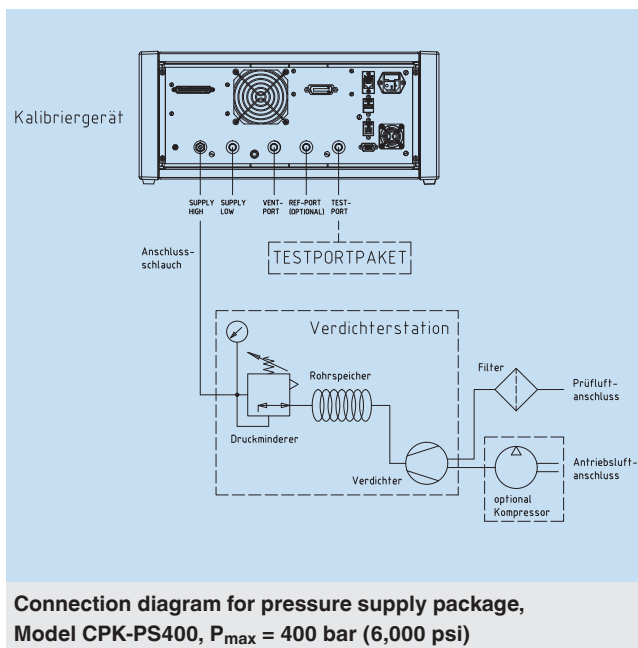 Kalibriergerät
SUPPLY HIGH
SUPPLY LOW
VENT-PORT
REF-PORT (OPTIONAL)
TEST-PORT
Anschluss-
schlauch
TESTPORTPAKET
Verdichterstation
Rohrspeicher
Filter
Prüfluft-
anschluss
Druckminderer
Verdichter
Antriebsluft-
anschluss
optional
Kompressor
Connection diagram for pressure supply package,
Model CPK-PS400, Pmax = 400 bar (6,000 psi)